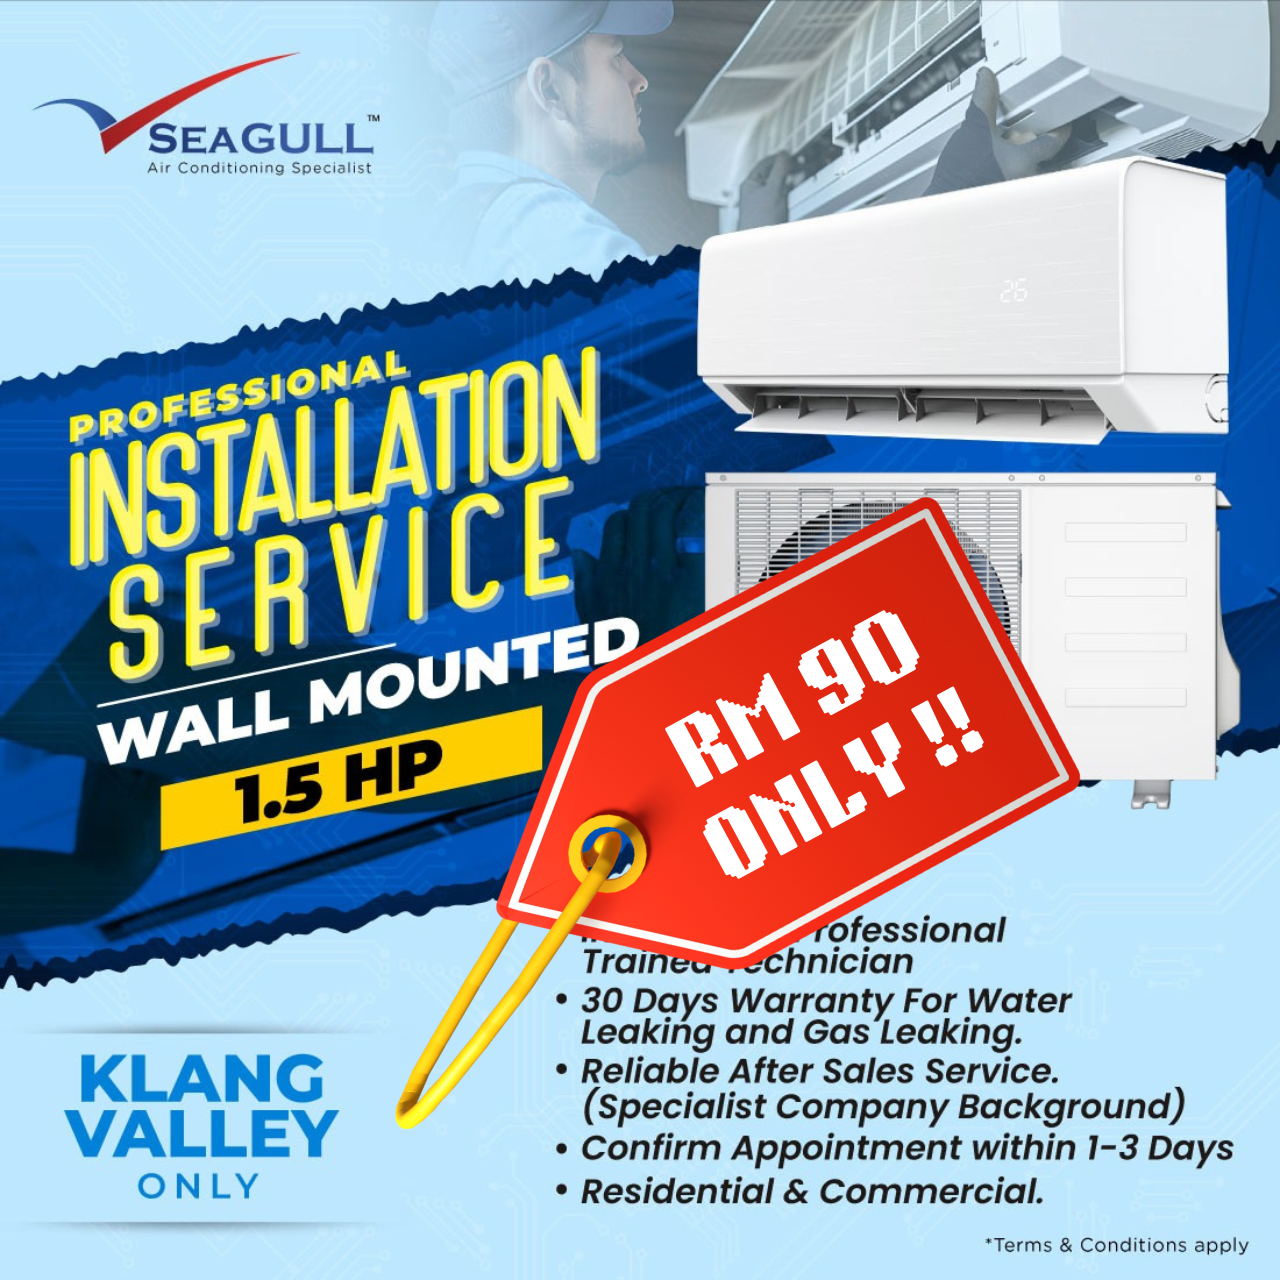 SEAGULL™
Air Conditioning Specialist
26
PROFESSIONAL
INSTALLATION
SERVICE
WALL MOUNTED
1.5 HP
RM 90
ONLY !!
Trained Technician
• 30 Days Warranty For Water
Leaking and Gas Leaking.
• Reliable After Sales Service.
(Specialist Company Background)
• Confirm Appointment within 1-3 Days
• Residential & Commercial.
KLANG
VALLEY
ONLY
*Terms & Conditions apply